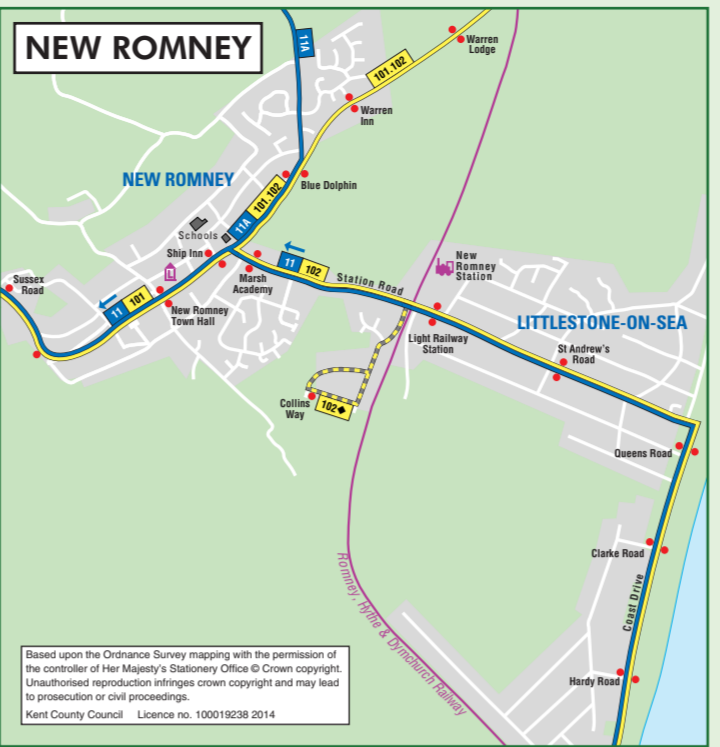 NEW ROMNEY
11A
Warren
Lodge
101.102
Warren
Inn
NEW ROMNEY
Blue Dolphin
11A
101.102
Schools
Ship Inn
L
11
102
Marsh
Academy
Station Road
New
Romney
Station
Sussex
Road
11
101
New Romney
Town Hall
LITTLESTONE-ON-SEA
Light Railway
Station
St Andrew's
Road
Collins
Way
102◆
Queens Road
Clarke Road
Coast Drive
Romney, Hythe & Dymchurch Railway
Hardy Road
Based upon the Ordnance Survey mapping with the permission of
the controller of Her Majesty's Stationery Office © Crown copyright.
Unauthorised reproduction infringes crown copyright and may lead
to prosecution or civil proceedings.
Kent County Council Licence no. 100019238 2014